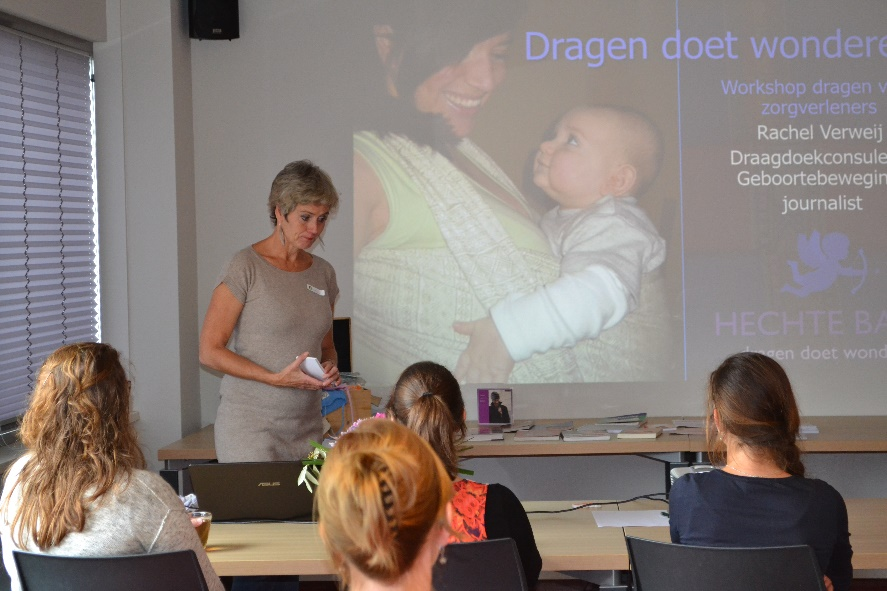 Dragen doet wondere
Workshop dragen v
zorgverleners
Rachel Verweij
Draagdoekconsule
Geboortebewegin
journalist
HECHTE BA
dragen doet wond
ASUS